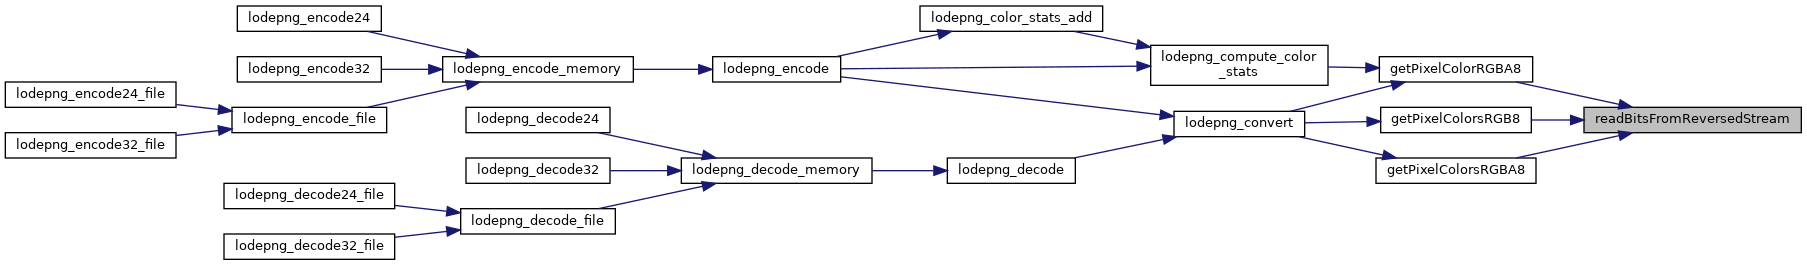 lodepng_encode24
lodepng_color_stats_add
lodepng_encode32
lodepng_encode_memory
lodepng_encode
lodepng_compute_color
_stats
getPixelColorRGBA8
lodepng_encode24_file
lodepng_encode_file
lodepng_decode24
lodepng_convert
getPixelColorsRGB8
readBitsFromReversedStream
lodepng_encode32_file
lodepng_decode32
lodepng_decode_memory
lodepng_decode
getPixelColorsRGBA8
lodepng_decode24_file
lodepng_decode_file
lodepng_decode32_file